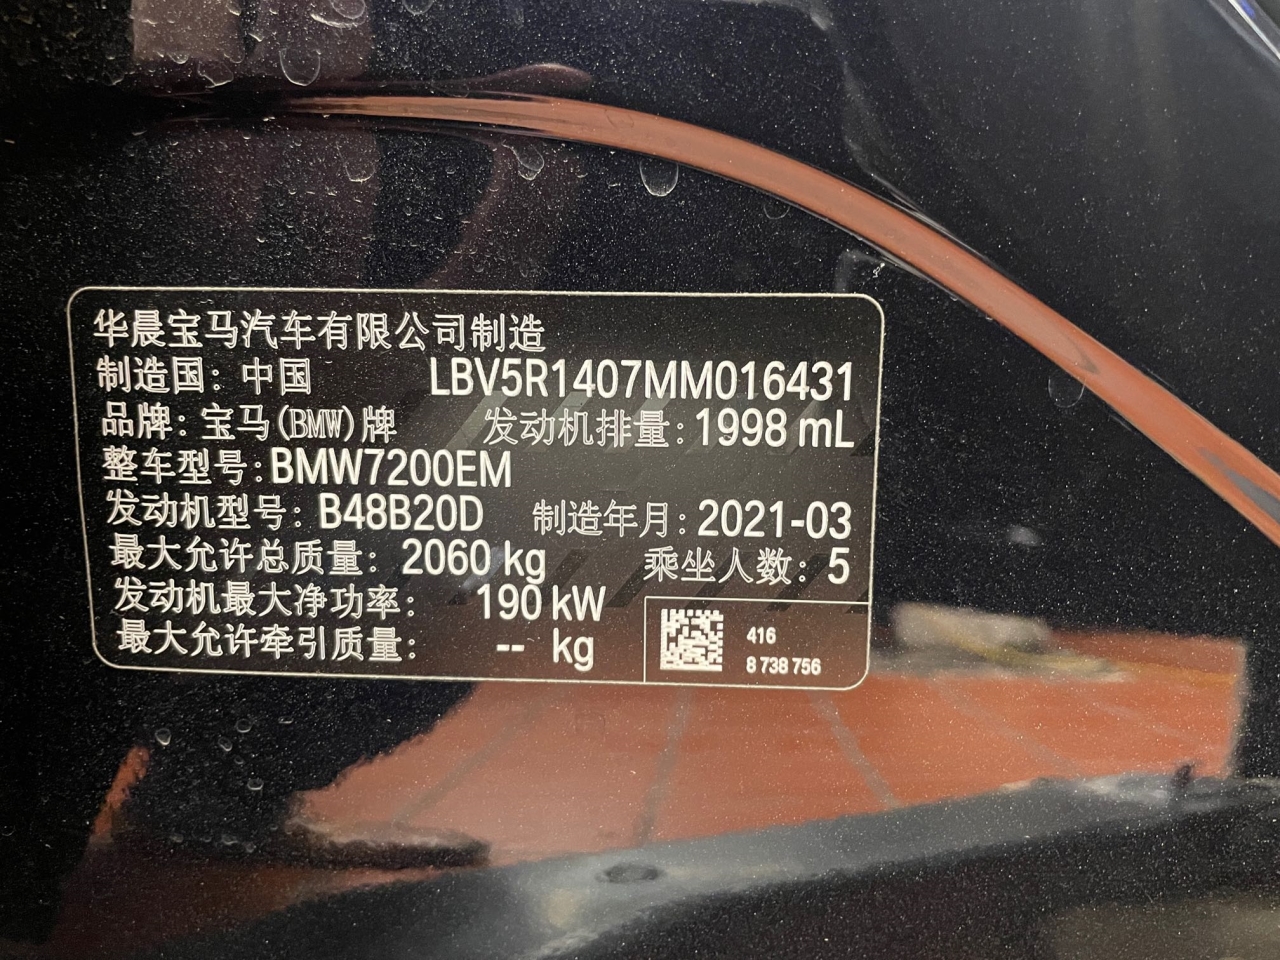 华晨宝马汽车有限公司制造
制造国：中国 LBV5R1407MM016431
品牌：宝马(BMW)牌 发动机排量：1998 mL
整车型号：BMW7200EM
发动机型号：B48B20D 制造年月：2021-03
最大允许总质量：2060 kg 乘坐人数：5
发动机最大净功率：190 kW
最大允许牵引质量：-- kg
416
8 738 756